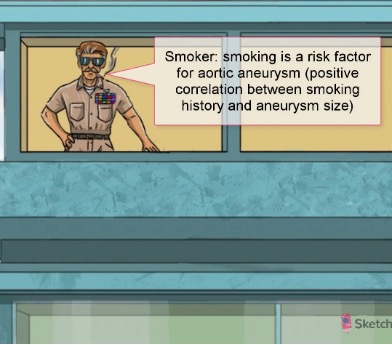 Smoker: smoking is a risk factor
for aortic aneurysm (positive
correlation between smoking
history and aneurysm size)
Sketch